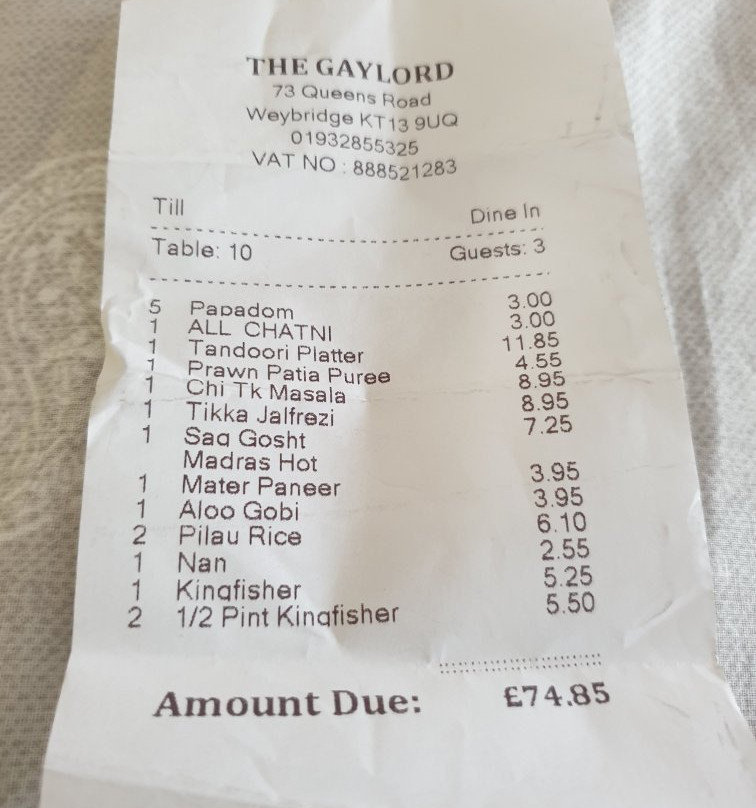 THE GAYLORD
73 Queens Road
Weybridge KT13 9UQ
01932855325
VAT NO : 888521283
Till Dine In
Table: 10 Guests: 3
5 Papadom 3.00
1 ALL CHATNI 3.00
1 Tandoori Platter 11.85
1 Prawn Patia Puree 4.55
1 Chi Tk Masala 8.95
1 Tikka Jalfrezi 8.95
1 Sag Gosht 7.25
Madras Hot
1 Mater Paneer 3.95
1 Aloo Gobi 3.95
2 Pilau Rice 6.10
1 Nan 2.55
1 Kingfisher 5.25
2 1/2 Pint Kingfisher 5.50
Amount Due: £74.85